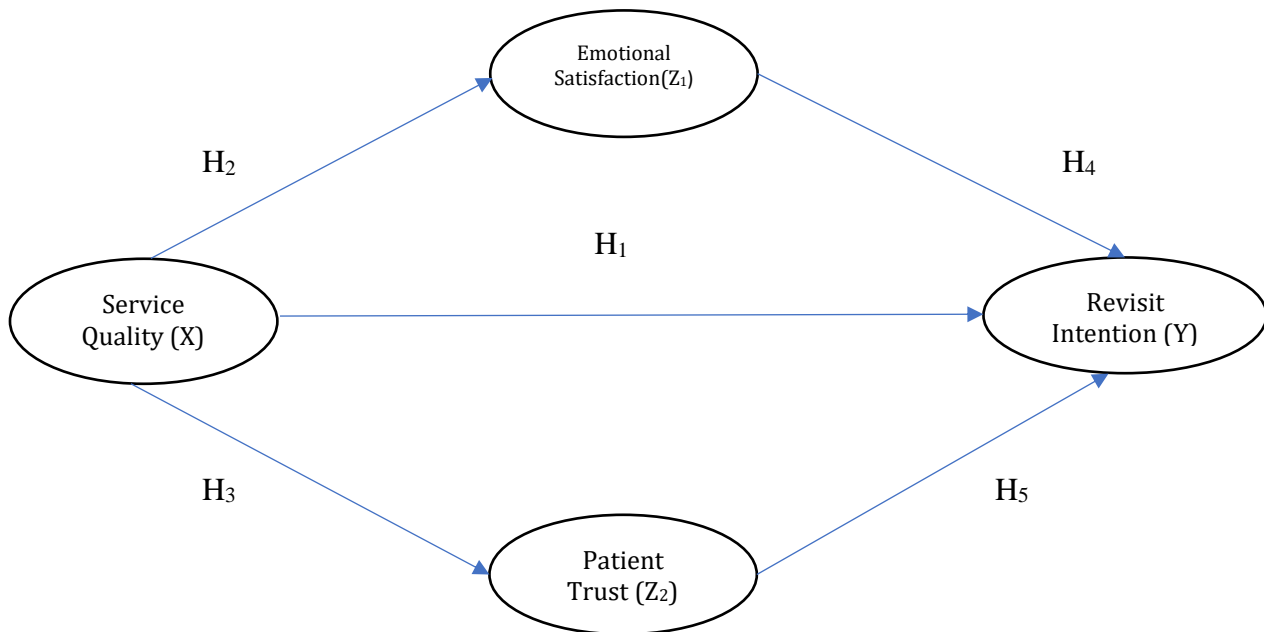 Emotional
Satisfaction(Z₁)
H₂
H₄
H₁
Service
Quality (X)
Revisit
Intention (Y)
H₃
H₅
Patient
Trust (Z₂)